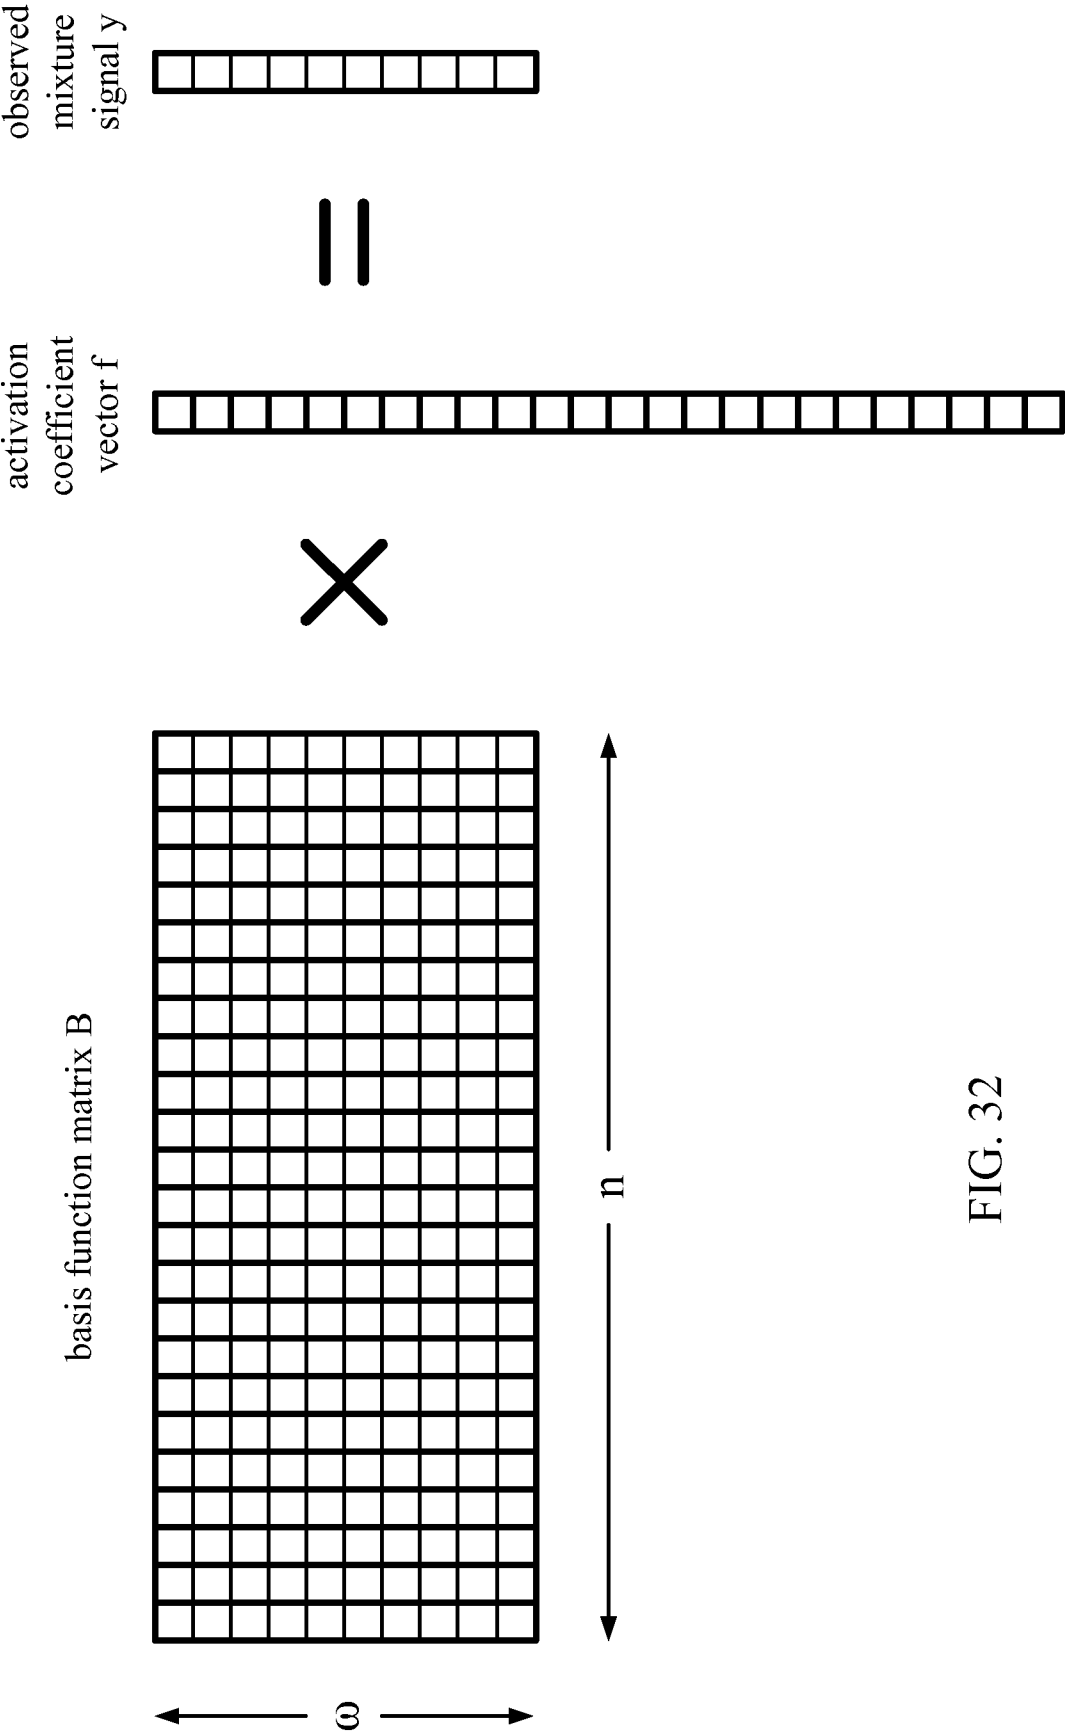 basis function matrix B
activation
coefficient
vector f
observed
mixture
signal y
ω
n
FIG. 32